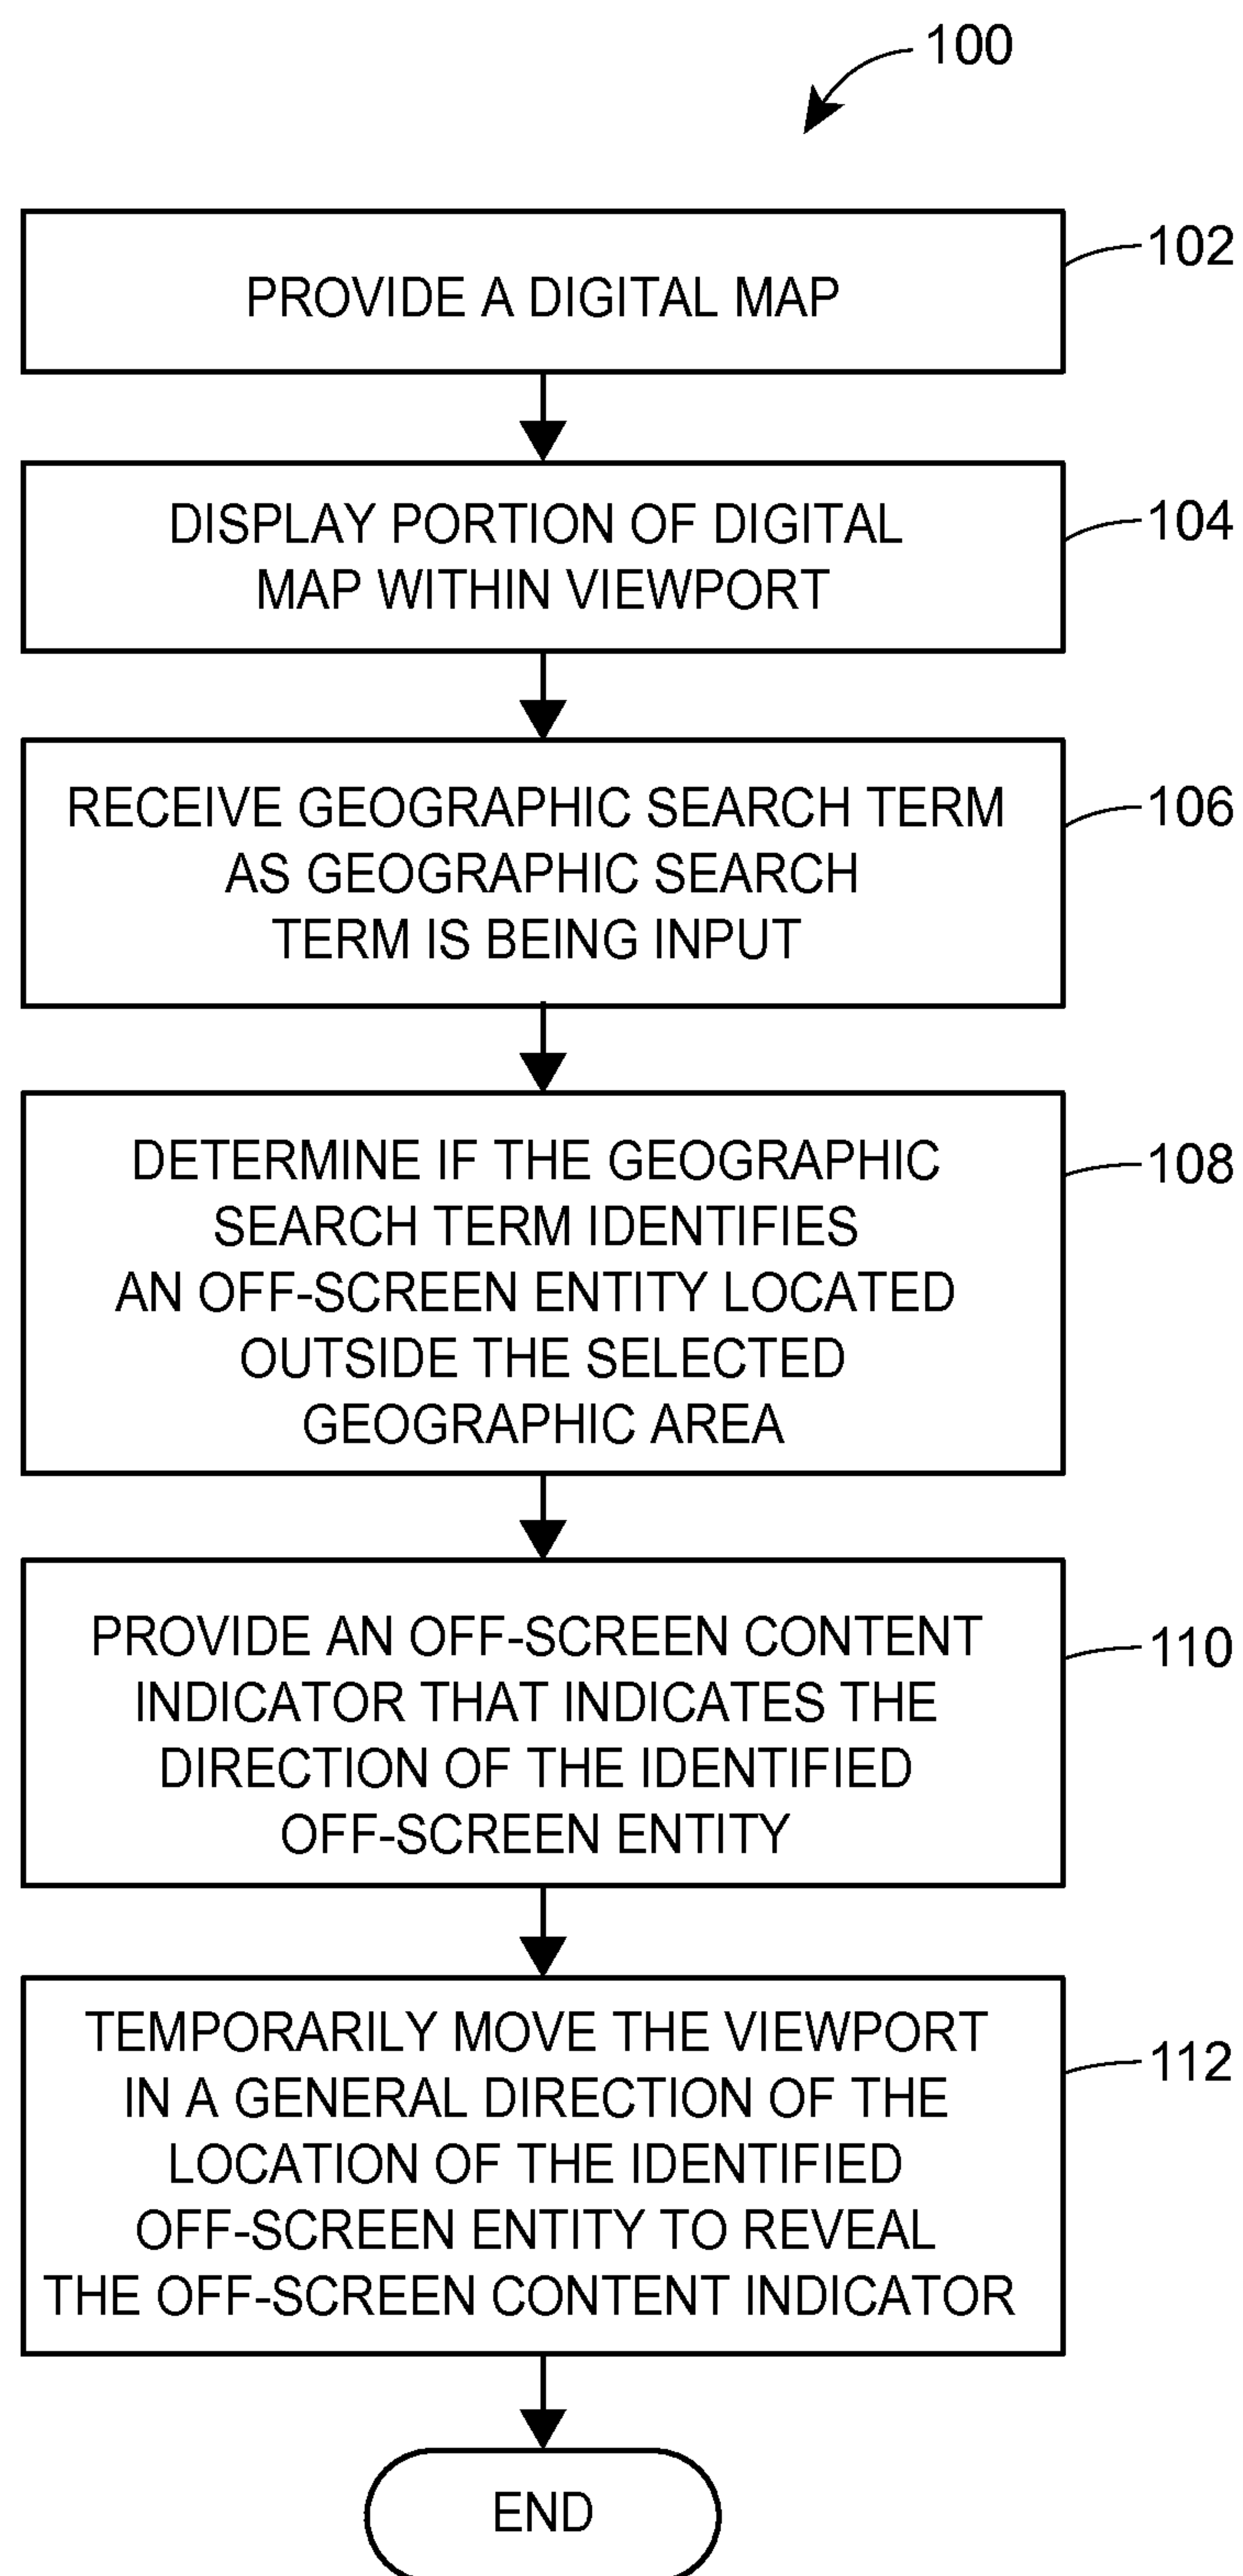 100
PROVIDE A DIGITAL MAP
102
DISPLAY PORTION OF DIGITAL
MAP WITHIN VIEWPORT
104
RECEIVE GEOGRAPHIC SEARCH TERM
AS GEOGRAPHIC SEARCH
TERM IS BEING INPUT
106
DETERMINE IF THE GEOGRAPHIC
SEARCH TERM IDENTIFIES
AN OFF-SCREEN ENTITY LOCATED
OUTSIDE THE SELECTED
GEOGRAPHIC AREA
108
PROVIDE AN OFF-SCREEN CONTENT
INDICATOR THAT INDICATES THE
DIRECTION OF THE IDENTIFIED
OFF-SCREEN ENTITY
110
TEMPORARILY MOVE THE VIEWPORT
IN A GENERAL DIRECTION OF THE
LOCATION OF THE IDENTIFIED
OFF-SCREEN ENTITY TO REVEAL
THE OFF-SCREEN CONTENT INDICATOR
112
END